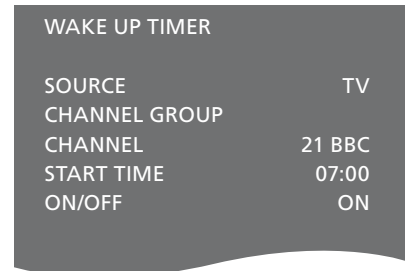 WAKE UP TIMER
SOURCE TV
CHANNEL GROUP
CHANNEL 21 BBC
START TIME 07:00
ON/OFF ON